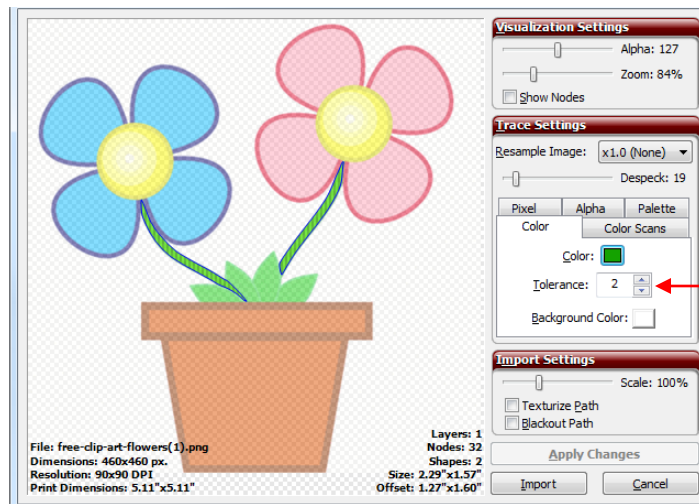 Visualization Settings
Alpha: 127
Zoom: 84%
Show Nodes
Trace Settings
Resample Image: x1.0 (None)
Despeck: 19
Pixel Alpha Palette
Color Color Scans
Color:
Tolerance: 2
Background Color:
Import Settings
Scale: 100%
Texturize Path
Blackout Path
Apply Changes
Import Cancel
File: free-clip-art-flowers(1).png
Dimensions: 460x460 px.
Resolution: 90x90 DPI
Print Dimensions: 5.11"x5.11"
Layers: 1
Nodes: 32
Shapes: 2
Size: 2.29"x1.57"
Offset: 1.27"x1.60"